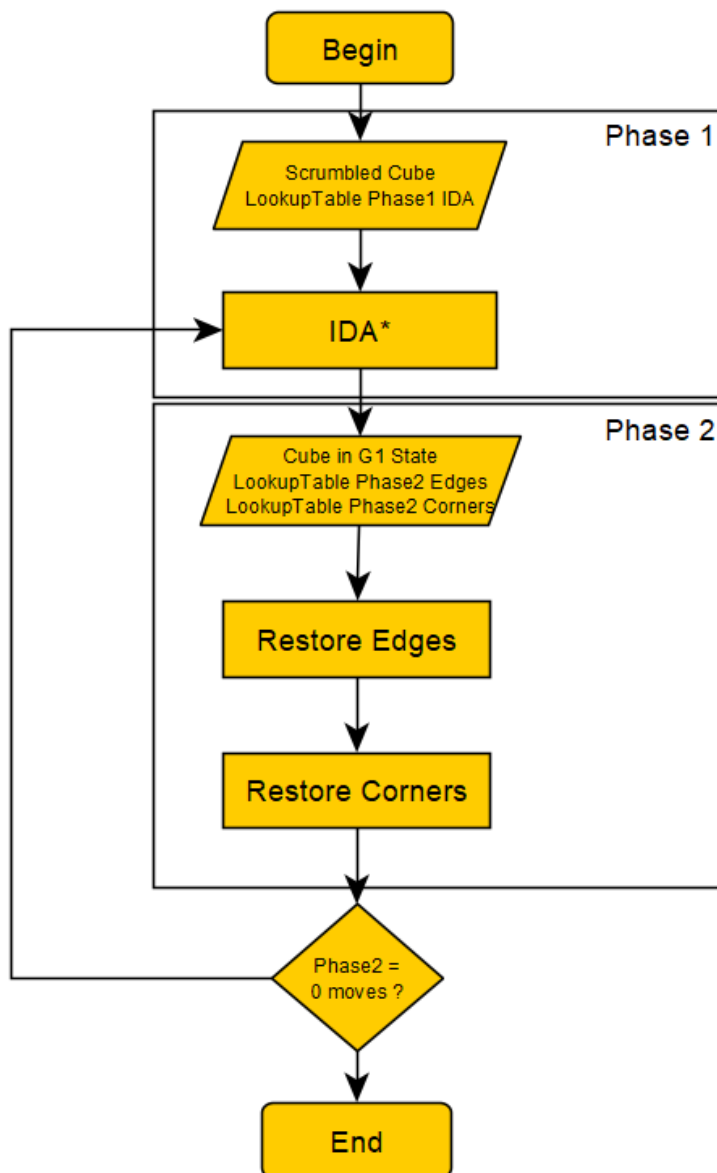 Begin
Phase 1
Scrumbled Cube
LookupTable Phase1 IDA
IDA*
Phase 2
Cube in G1 State
LookupTable Phase2 Edges
LookupTable Phase2 Corners
Restore Edges
Restore Corners
Phase2 =
0 moves ?
End